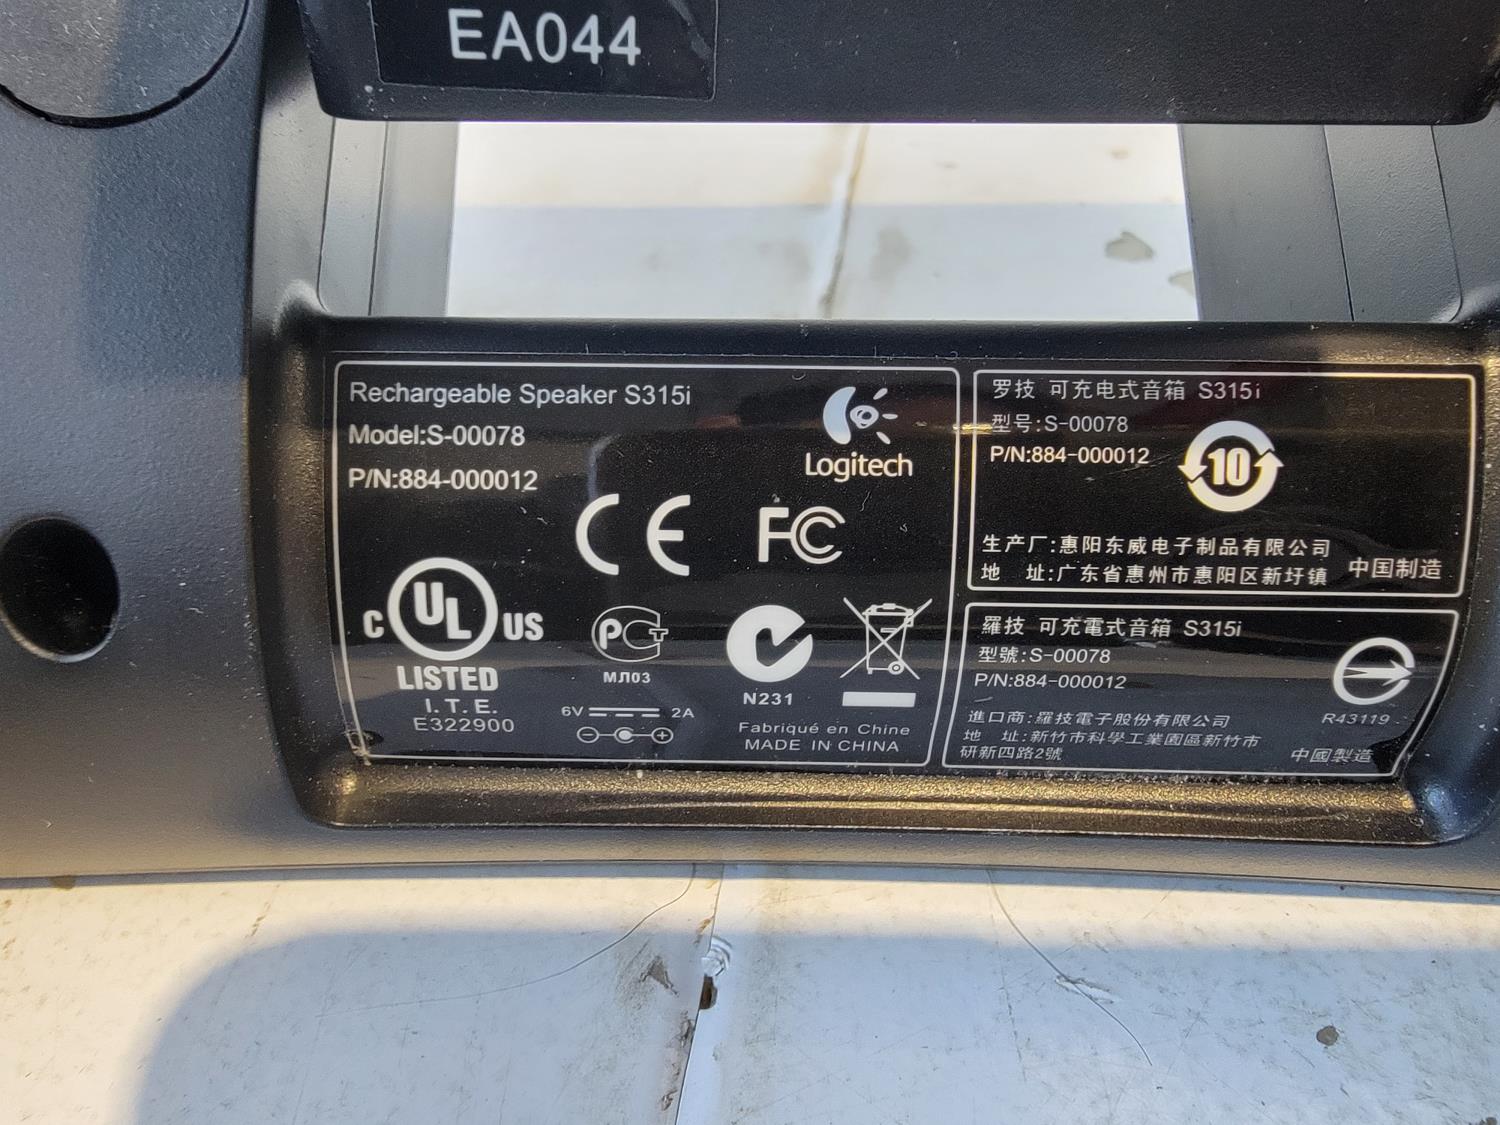 EA044
Rechargeable Speaker S315i
Model:S-00078
P/N:884-000012
Logitech
CE
FC
C UL US
LISTED
I.T.E.
E322900
PCT
МЛ03
N231
6V 2A
Fabriqué en Chine
MADE IN CHINA
罗技 可充电式音箱 S315i
型号:S-00078
P/N:884-000012
10
生产厂:惠阳东威电子制品有限公司
地 址:广东省惠州市惠阳区新圩镇
中国制造
羅技 可充電式音箱 S315i
型號:S-00078
P/N:884-000012
R43119
進口商:羅技電子股份有限公司
地 址:新竹市科學工業園區新竹市
研新四路2號
中國製造